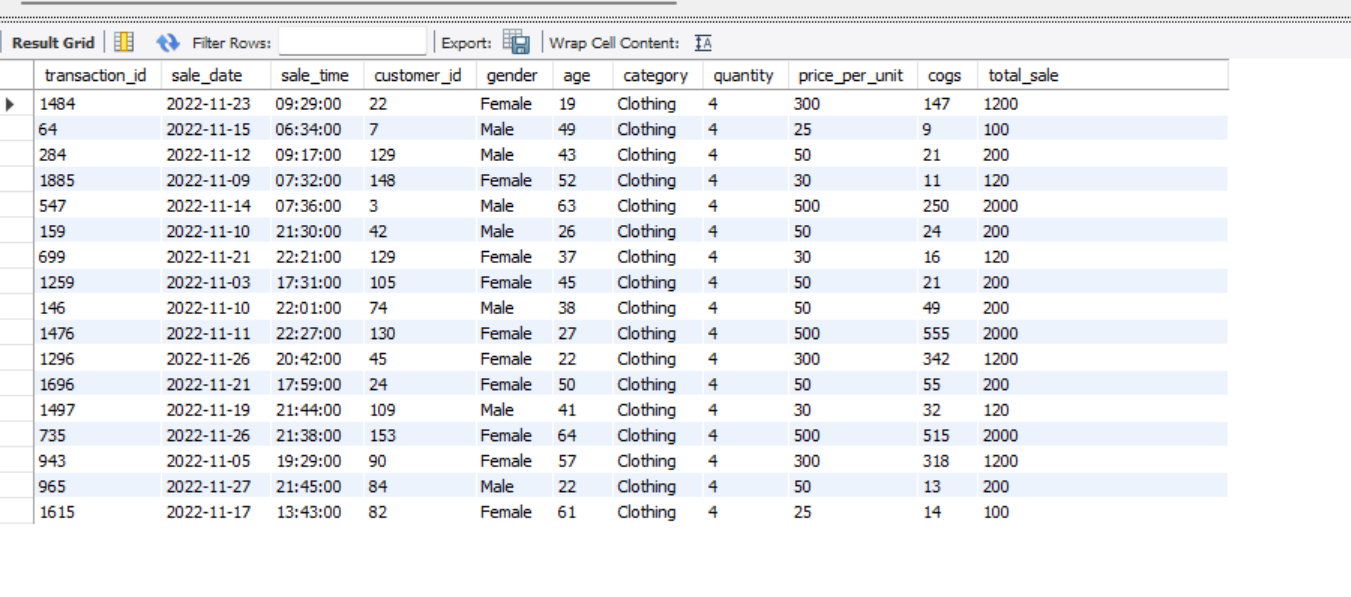 Result Grid Filter Rows: Export: Wrap Cell Content: IA
transaction_id sale_date sale_time customer_id gender age category quantity price_per_unit cogs total_sale
1484 2022-11-23 09:29:00 22 Female 19 Clothing 4 300 147 1200
64 2022-11-15 06:34:00 7 Male 49 Clothing 4 25 9 100
284 2022-11-12 09:17:00 129 Male 43 Clothing 4 50 21 200
1885 2022-11-09 07:32:00 148 Female 52 Clothing 4 30 11 120
547 2022-11-14 07:36:00 3 Male 63 Clothing 4 500 250 2000
159 2022-11-10 21:30:00 42 Male 26 Clothing 4 50 24 200
699 2022-11-21 22:21:00 129 Female 37 Clothing 4 30 16 120
1259 2022-11-03 17:31:00 105 Female 45 Clothing 4 50 21 200
146 2022-11-10 22:01:00 74 Male 38 Clothing 4 50 49 200
1476 2022-11-11 22:27:00 130 Female 27 Clothing 4 500 555 2000
1296 2022-11-26 20:42:00 45 Female 22 Clothing 4 300 342 1200
1696 2022-11-21 17:59:00 24 Female 50 Clothing 4 50 55 200
1497 2022-11-19 21:44:00 109 Male 41 Clothing 4 30 32 120
735 2022-11-26 21:38:00 153 Female 64 Clothing 4 500 515 2000
943 2022-11-05 19:29:00 90 Female 57 Clothing 4 300 318 1200
965 2022-11-27 21:45:00 84 Male 22 Clothing 4 50 13 200
1615 2022-11-17 13:43:00 82 Female 61 Clothing 4 25 14 100